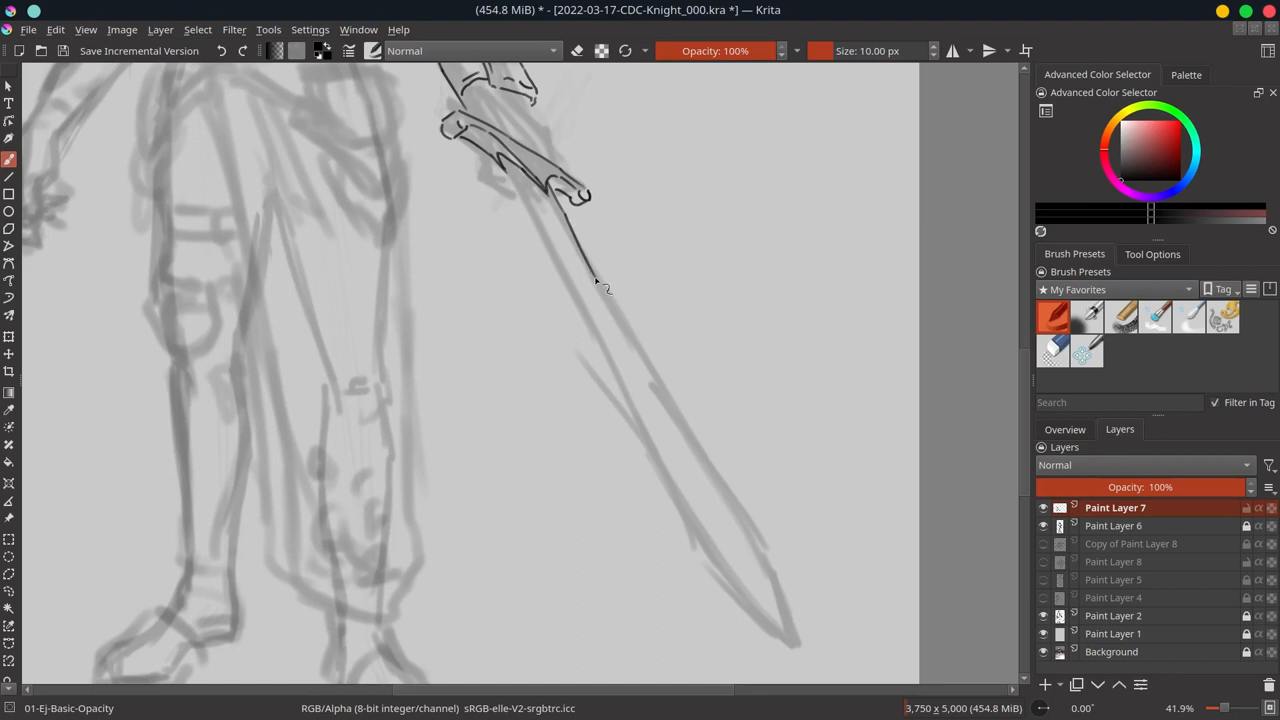 (454.8 MiB) * - [2022-03-17-CDC-Knight_000.kra *] — Krita
File Edit View Image Layer Select Filter Tools Settings Window Help
Save Incremental Version Normal Opacity: 100% Size: 10.00 px
Advanced Color Selector Palette
Advanced Color Selector
Brush Presets Tool Options
Brush Presets
★ My Favorites Tag
Search Filter in Tag
Overview Layers
Layers
Normal
Opacity: 100%
Paint Layer 7
Paint Layer 6
Copy of Paint Layer 8
Paint Layer 8
Paint Layer 5
Paint Layer 4
Paint Layer 2
Paint Layer 1
Background
01-Ej-Basic-Opacity RGB/Alpha (8-bit integer/channel) sRGB-elle-V2-srgbtrc.icc 3,750 x 5,000 (454.8 MiB) 0.00° 41.9%